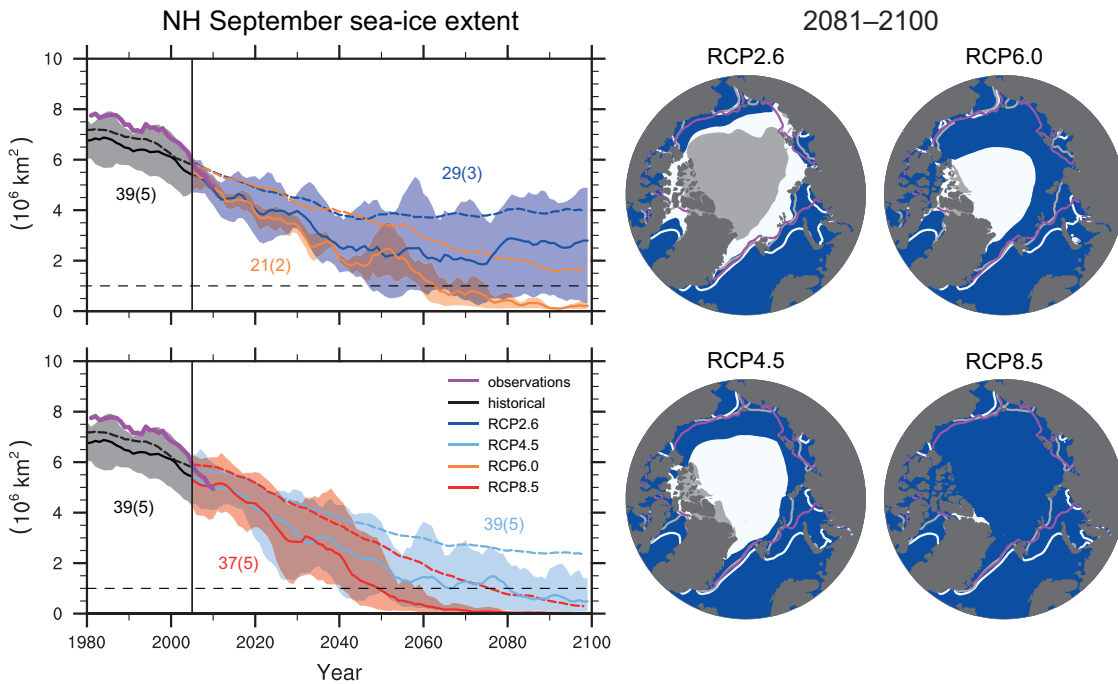 NH September sea-ice extent
10
8
6
4
2
0
(10⁶ km²)
39(5)
29(3)
21(2)
10
8
6
4
2
0
(10⁶ km²)
39(5)
37(5)
39(5)
observations
historical
RCP2.6
RCP4.5
RCP6.0
RCP8.5
1980 2000 2020 2040 2060 2080 2100
Year
2081–2100
RCP2.6
RCP6.0
RCP4.5
RCP8.5